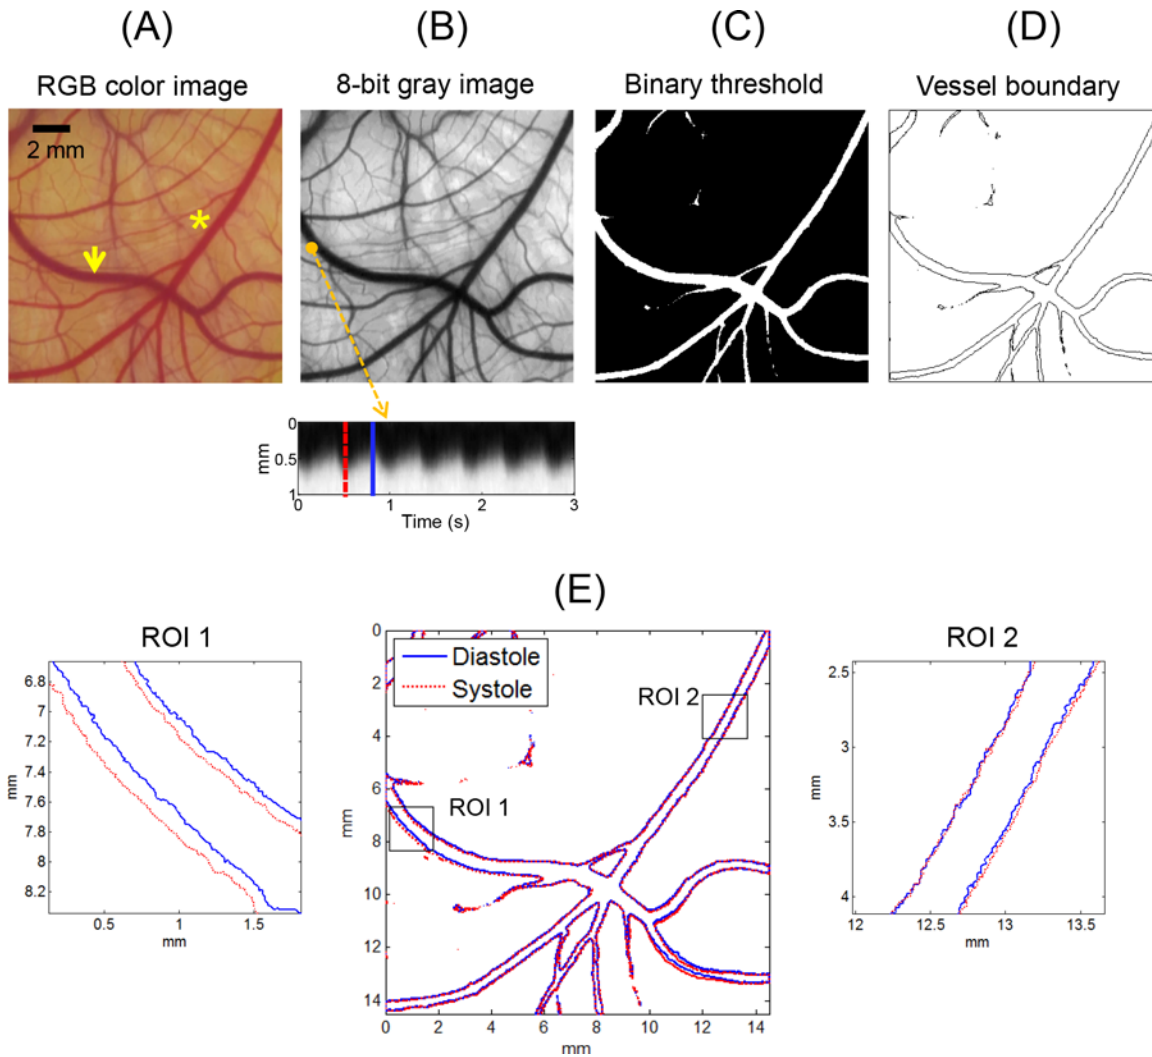 (A)
(B)
(C)
(D)
RGB color image
8-bit gray image
Binary threshold
Vessel boundary
2 mm
*
mm
0
0.5
1
0
1
2
3
Time (s)
(E)
ROI 1
6.8
7
7.2
7.4
7.6
7.8
8
8.2
mm
0.5
1
1.5
mm
Diastole
Systole
ROI 2
ROI 1
0
2
4
6
8
10
12
14
mm
0
2
4
6
8
10
12
14
mm
ROI 2
2.5
3
3.5
4
mm
12
12.5
13
13.5
mm